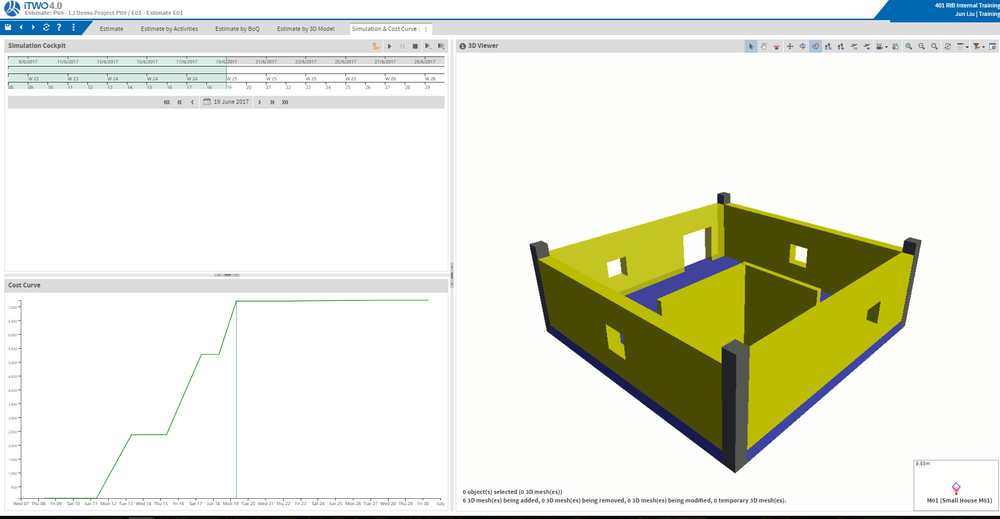 iTWO 4.0
Estimate: P09 - LJ Demo Project P09 / E01 - Estimate E01
401 RIB Internal Training
Jun Liu | Training
Estimate
Estimate by Activities
Estimate by BoQ
Estimate by 3D Model
Simulation & Cost Curve
Simulation Cockpit
9/6/2017 11/6/2017 13/6/2017 15/6/2017 17/6/2017 19/6/2017 21/6/2017 23/6/2017 25/6/2017 27/6/2017 29/6/2017
W 23 W 23 W 24 W 24 W 24 W 25 W 25 W 25 W 25 W 26 W 26
08 09 10 11 12 13 14 15 16 17 18 19 20 21 22 23 24 25 26 27 28 29
19 June 2017
Cost Curve
7,000
6,500
6,000
5,500
5,000
4,500
4,000
3,500
3,000
2,500
2,000
1,500
1,000
500
Wed 07 Thu 08 Fri 09 Sat 10 Jun 11 Mon 12 Tue 13 Wed 14 Thu 15 Fri 16 Sat 17 Jun 18 Mon 19 Tue 20 Wed 21 Thu 22 Fri 23 Sat 24 Jun 25 Mon 26 Tue 27 Wed 28 Thu 29 Fri 30 July
1 3D Viewer
0 object(s) selected (0 3D mesh(es))
6 3D mesh(es) being added, 0 3D mesh(es) being removed, 0 3D mesh(es) being modified, 0 temporary 3D mesh(es).
9.93m
M01 (Small House M01)